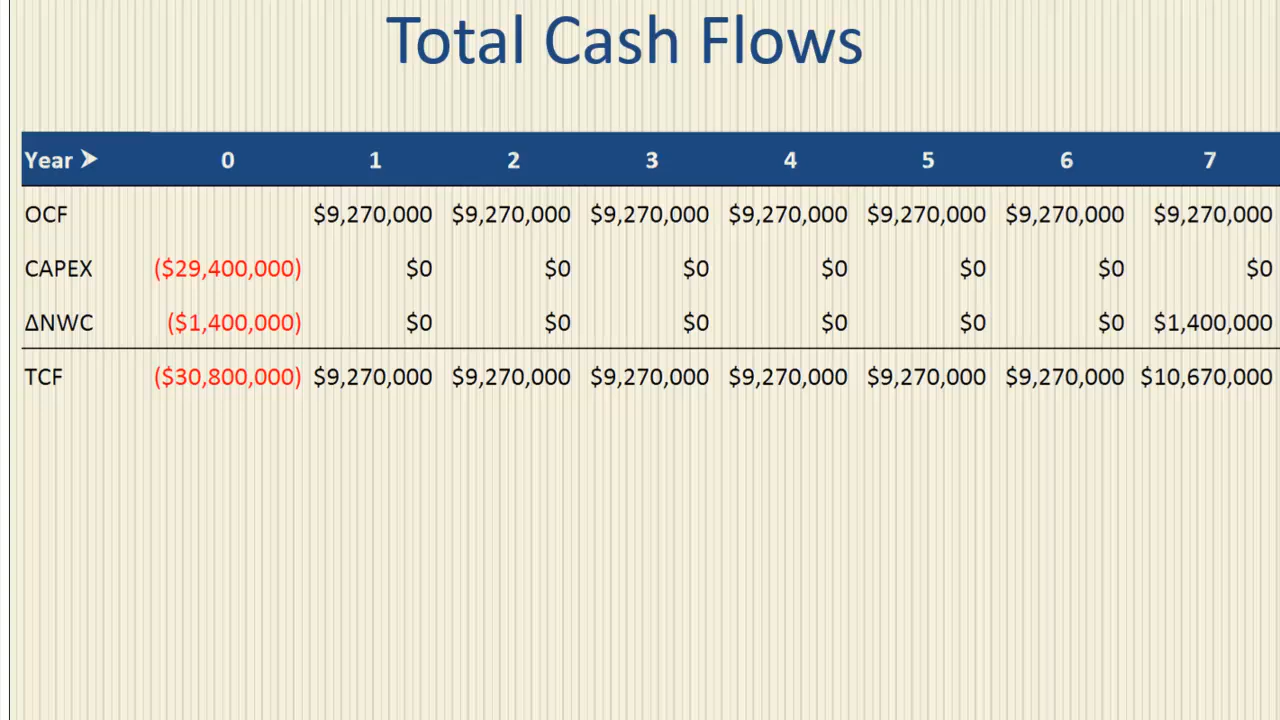 Total Cash Flows
Year ➤ 0 1 2 3 4 5 6 7
OCF $9,270,000 $9,270,000 $9,270,000 $9,270,000 $9,270,000 $9,270,000 $9,270,000
CAPEX ($29,400,000) $0 $0 $0 $0 $0 $0 $0
ΔNWC ($1,400,000) $0 $0 $0 $0 $0 $0 $1,400,000
TCF ($30,800,000) $9,270,000 $9,270,000 $9,270,000 $9,270,000 $9,270,000 $9,270,000 $10,670,000